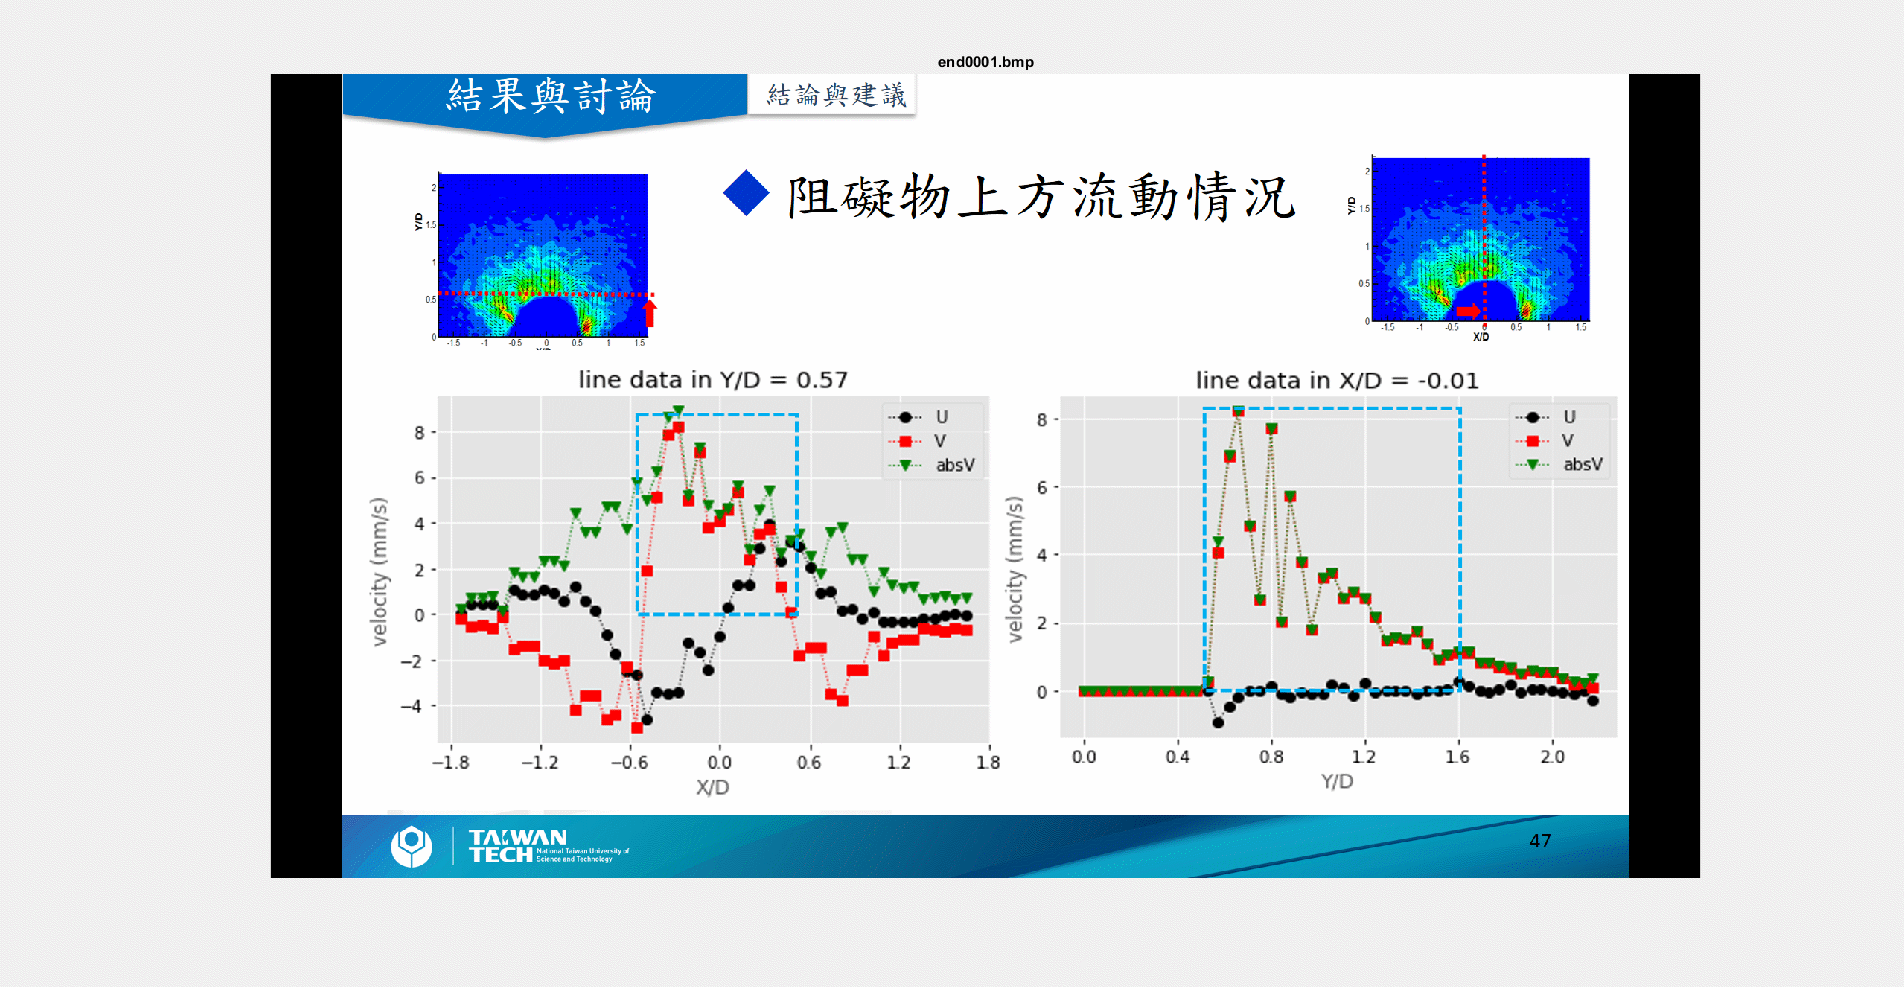 end0001.bmp
結果與討論
結論與建議
阻礙物上方流動情況
2
1.5
1
0.5
0
Y/D
-1.5 -1 -0.5 0 0.5 1 1.5
2
1.5
1
0.5
0
Y/D
-1.5 -1 -0.5 0 0.5 1 1.5
X/D
line data in Y/D = 0.57
U
V
absV
8
6
4
2
0
−2
−4
velocity (mm/s)
−1.8 −1.2 −0.6 0.0 0.6 1.2 1.8
X/D
line data in X/D = -0.01
U
V
absV
8
6
4
2
0
velocity (mm/s)
0.0 0.4 0.8 1.2 1.6 2.0
Y/D
TAIWAN
TECH
National Taiwan University of
Science and Technology
47